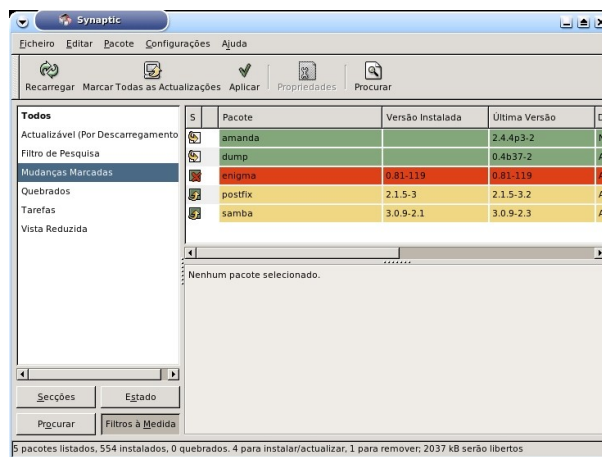 Synaptic
Ficheiro Editar Pacote Configurações Ajuda
Recarregar Marcar Todas as Actualizações Aplicar Propriedades Procurar
Todos
Actualizável (Por Descarregamento
Filtro de Pesquisa
Mudanças Marcadas
Quebrados
Tarefas
Vista Reduzida
S Pacote Versão Instalada Última Versão
amanda 2.4.4p3-2
dump 0.4b37-2
enigma 0.81-119 0.81-119
postfix 2.1.5-3 2.1.5-3.2
samba 3.0.9-2.1 3.0.9-2.3
Nenhum pacote selecionado.
Secções Estado
Procurar Filtros à Medida
5 pacotes listados, 554 instalados, 0 quebrados. 4 para instalar/actualizar, 1 para remover; 2037 kB serão libertos